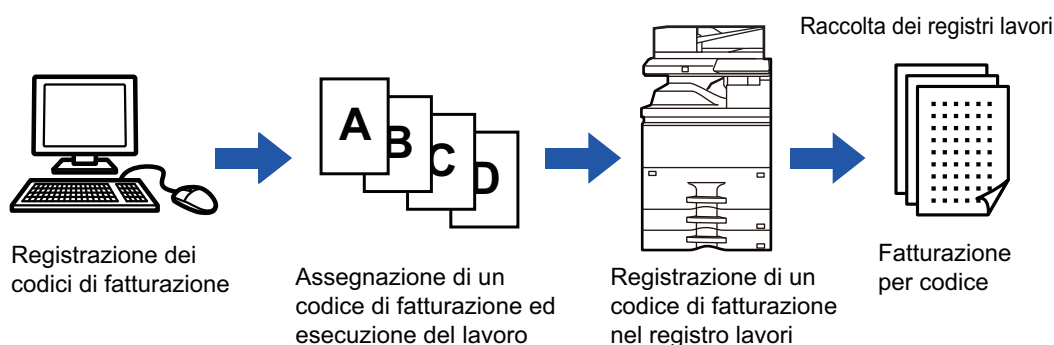 Raccolta dei registri lavori
A
B
C
D
Registrazione dei
codici di fatturazione
Assegnazione di un
codice di fatturazione ed
esecuzione del lavoro
Registrazione di un
codice di fatturazione
nel registro lavori
Fatturazione
per codice